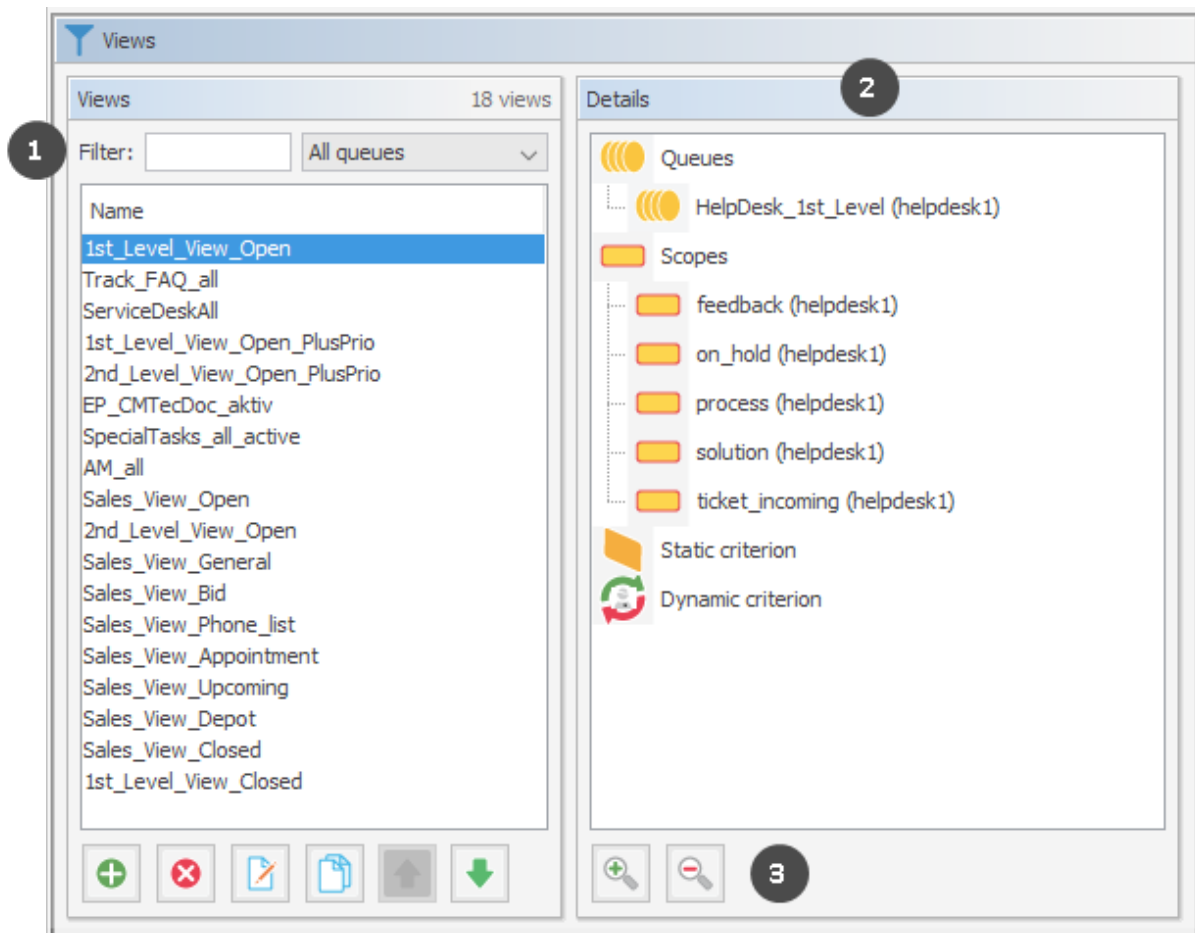 Views
Views 18 views
1
Filter: All queues
Name
1st_Level_View_Open
Track_FAQ_all
ServiceDeskAll
1st_Level_View_Open_PlusPrio
2nd_Level_View_Open_PlusPrio
EP_CMTecDoc_aktiv
SpecialTasks_all_active
AM_all
Sales_View_Open
2nd_Level_View_Open
Sales_View_General
Sales_View_Bid
Sales_View_Phone_list
Sales_View_Appointment
Sales_View_Upcoming
Sales_View_Depot
Sales_View_Closed
1st_Level_View_Closed
Details
2
Queues
HelpDesk_1st_Level (helpdesk1)
Scopes
feedback (helpdesk1)
on_hold (helpdesk1)
process (helpdesk1)
solution (helpdesk1)
ticket_incoming (helpdesk1)
Static criterion
Dynamic criterion
3